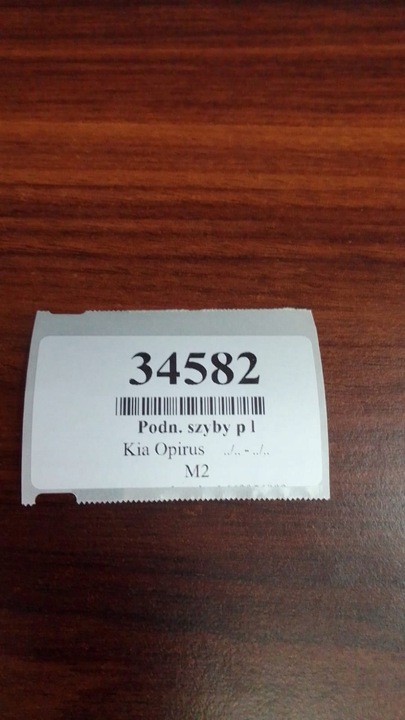 34582
Podn. szyby p l
Kia Opirus ../.. - ../..
M2